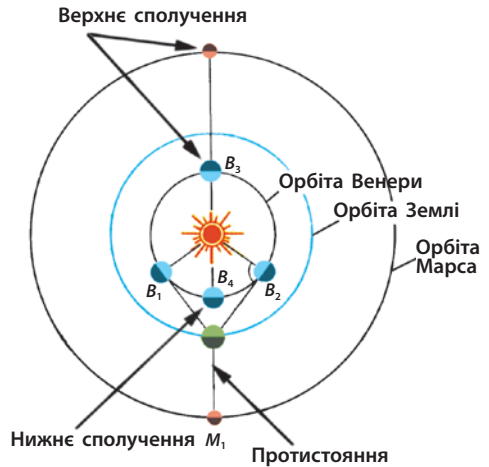 Верхнє сполучення
B3
Орбіта Венери
Орбіта Землі
Орбіта
Марса
B1
B4
B2
Нижнє сполучення M1
Протистояння